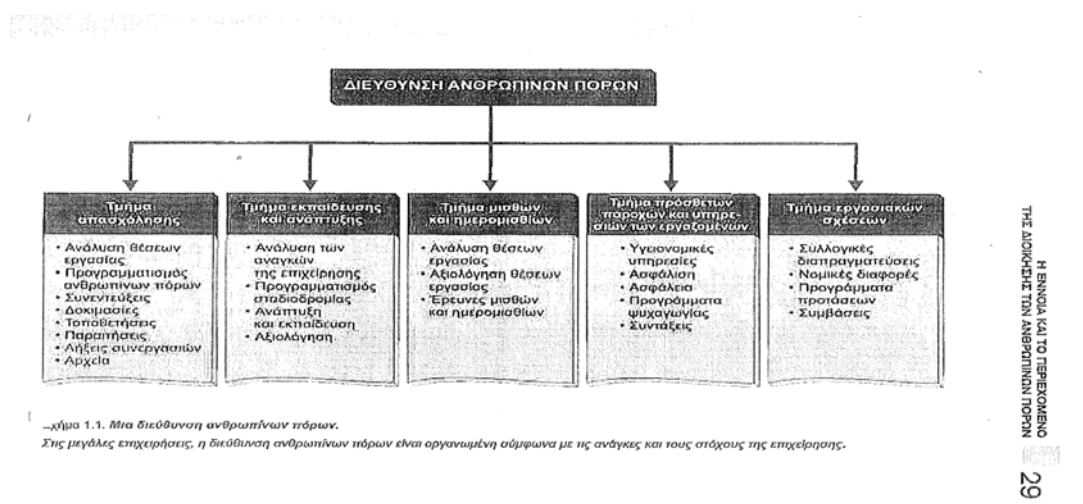 ΔΙΕΥΘΥΝΣΗ ΑΝΘΡΩΠΙΝΩΝ ΠΟΡΩΝ
Τμήμα
απασχόλησης
• Ανάλυση θέσεων
εργασίας
• Προγραμματισμός
ανθρωπίνων πόρων
• Συνεντεύξεις
• Δοκιμασίες
• Τοποθετήσεις
• Παραιτήσεις
• Λήξεις συνεργασιών
• Αρχεία
Τμήμα εκπαίδευσης
και ανάπτυξης
• Ανάλυση των
αναγκών
της επιχείρησης
• Προγραμματισμός
σταδιοδρομίας
• Ανάπτυξη
και εκπαίδευση
• Αξιολόγηση
Τμήμα μισθών
και ημερομισθίων
• Ανάλυση θέσεων
εργασίας
• Αξιολόγηση θέσεων
εργασίας
• Έρευνες μισθών
και ημερομισθίων
Τμήμα πρόσθετων
παροχών και υπηρε-
σιών των εργαζομένων
• Υγειονομικές
υπηρεσίες
• Ασφάλιση
• Ασφάλεια
• Προγράμματα
ψυχαγωγίας
• Συντάξεις
Τμήμα εργασιακών
σχέσεων
• Συλλογικές
διαπραγματεύσεις
• Νομικές διαφορές
• Προγράμματα
προτάσεων
• Συμβάσεις
χήμα 1.1. Μια διεύθυνση ανθρωπίνων πόρων.
Στις μεγάλες επιχειρήσεις, η διεύθυνση ανθρωπίνων πόρων είναι οργανωμένη σύμφωνα με τις ανάγκες και τους στόχους της επιχείρησης.
Η ΕΝΝΟΙΑ ΚΑΙ ΤΟ ΠΕΡΙΕΧΟΜΕΝΟ
ΤΗΣ ΔΙΟΙΚΗΣΗΣ ΤΩΝ ΑΝΘΡΩΠΙΝΩΝ ΠΟΡΩΝ
29